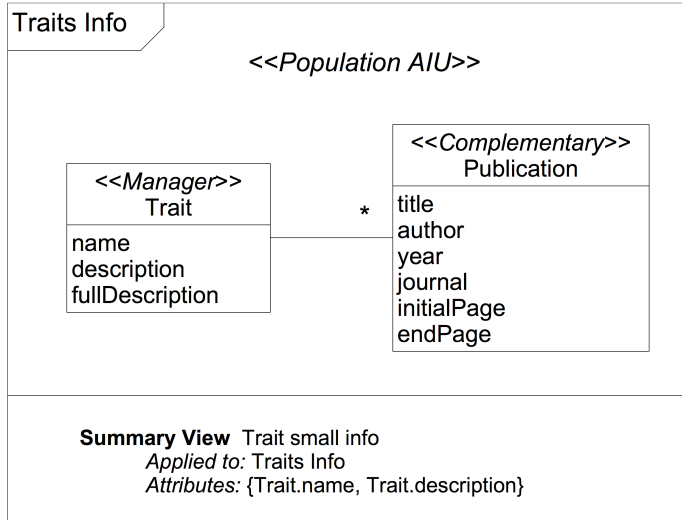 Traits Info
<<Population AIU>>
<<Manager>>
Trait
name
description
fullDescription
*
<<Complementary>>
Publication
title
author
year
journal
initialPage
endPage
Summary View Trait small info
Applied to: Traits Info
Attributes: {Trait.name, Trait.description}